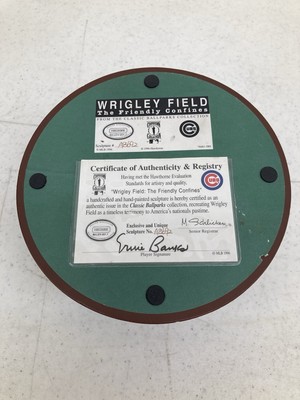 WRIGLEY FIELD
The Friendly Confines
FROM THE CLASSIC BALLPARKS COLLECTION
Sculpture #
Certificate of Authenticity & Registry
Having met the Hawthorne Evaluation
Standards for artistry and quality,
"Wrigley Field: The Friendly Confines"
a handcrafted and hand-painted sculpture is hereby certified as an
authentic issue in the Classic Ballparks collection, recreating Wrigley
Field as a timeless testimony to America's nationals pastime.
Exclusive and Unique
Sculpture No.
Senior Registrar
Ernie Banks
Player Signature